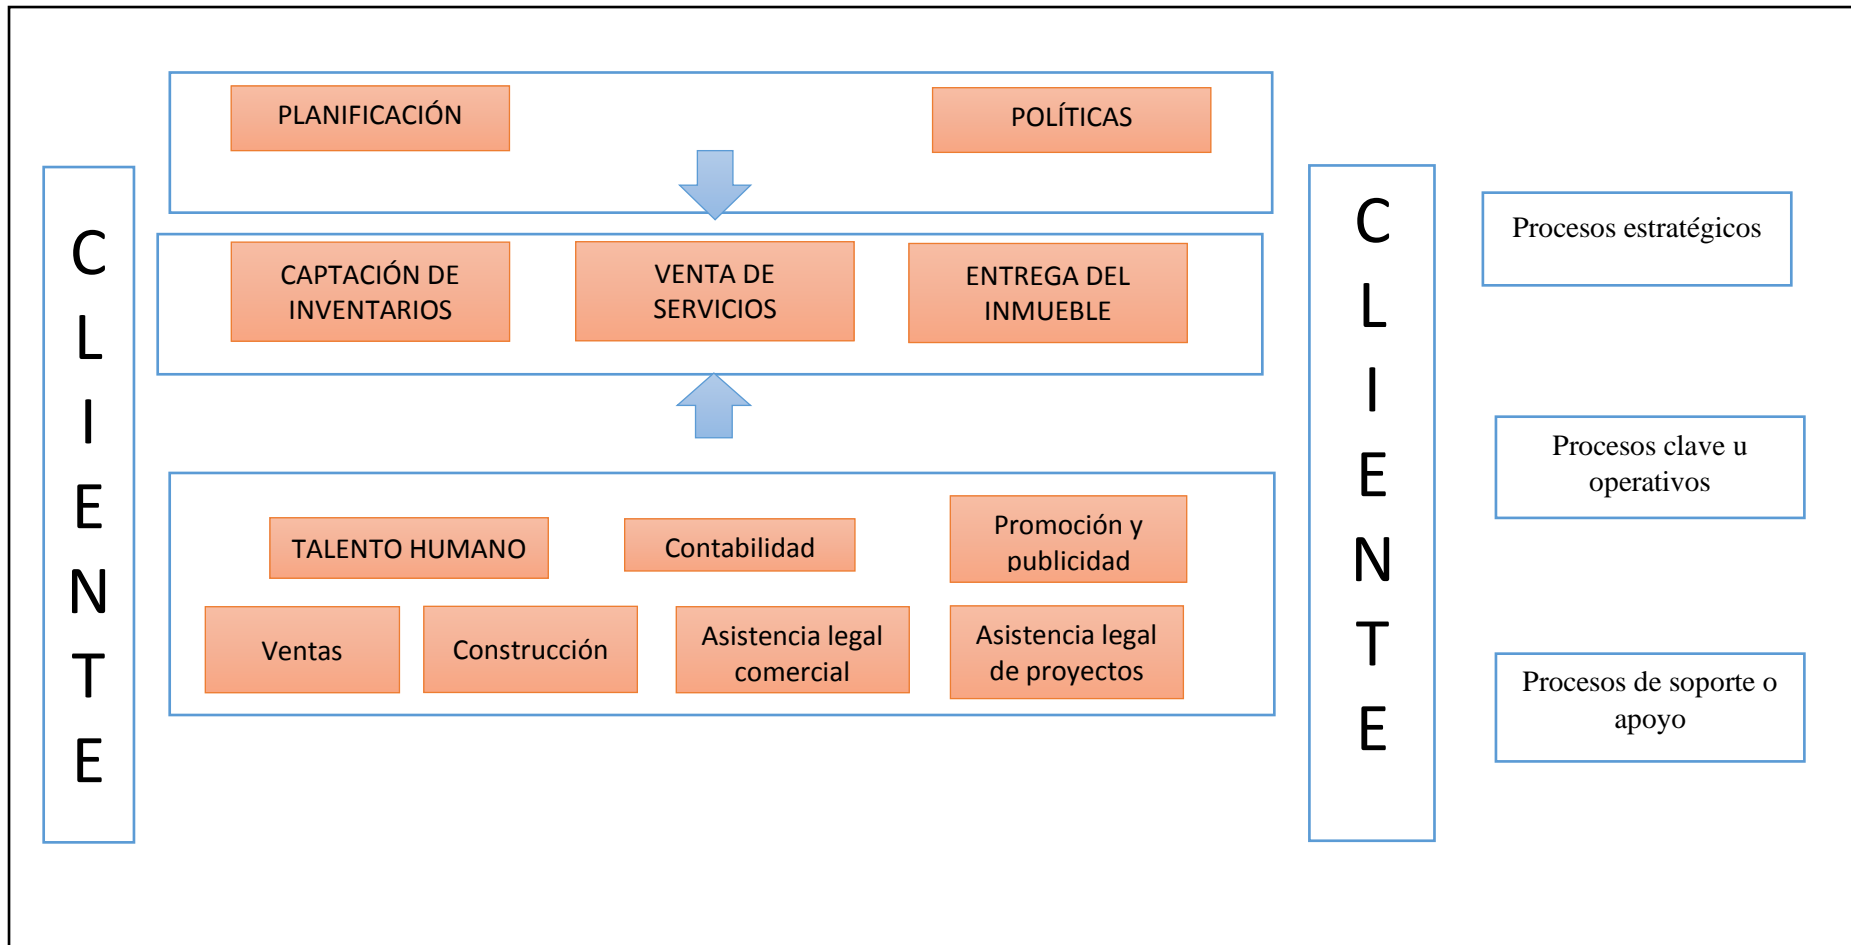 PLANIFICACIÓN
POLÍTICAS
C
L
I
E
N
T
E
CAPTACIÓN DE
INVENTARIOS
VENTA DE
SERVICIOS
ENTREGA DEL
INMUEBLE
TALENTO HUMANO
Contabilidad
Promoción y
publicidad
Ventas
Construcción
Asistencia legal
comercial
Asistencia legal
de proyectos
C
L
I
E
N
T
E
Procesos estratégicos
Procesos clave u
operativos
Procesos de soporte o
apoyo